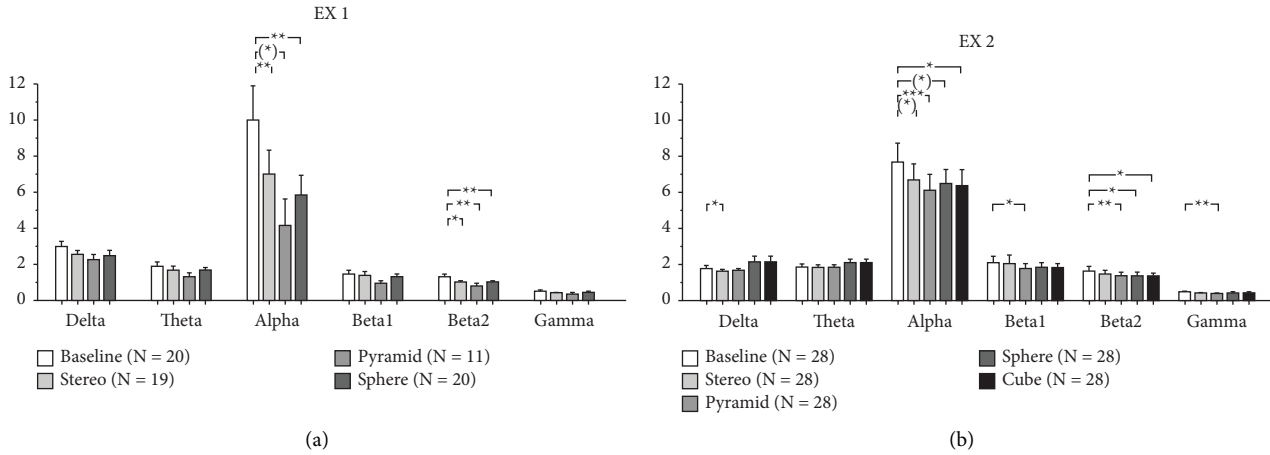 EX 1
**
(*)
**
12
10
8
6
4
2
0
**
**
*
Delta Theta Alpha Beta1 Beta2 Gamma
Baseline (N = 20) Pyramid (N = 11)
Stereo (N = 19) Sphere (N = 20)
(a)
EX 2
*
(*)
***
(*)
12
10
8
6
4
2
0
*
*
*
*
**
**
Delta Theta Alpha Beta1 Beta2 Gamma
Baseline (N = 28) Sphere (N = 28)
Stereo (N = 28) Cube (N = 28)
Pyramid (N = 28)
(b)